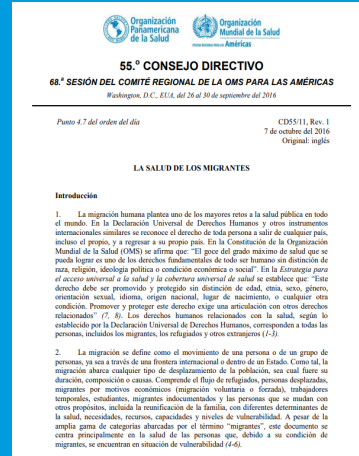 Organización
Panamericana
de la Salud
Organización
Mundial de la Salud
Américas
55.º CONSEJO DIRECTIVO
68.ª SESIÓN DEL COMITÉ REGIONAL DE LA OMS PARA LAS AMÉRICAS
Washington, D.C., EUA, del 26 al 30 de septiembre del 2016
Punto 4.7 del orden del día
CD55/11, Rev. 1
7 de octubre del 2016
Original: inglés
LA SALUD DE LOS MIGRANTES
Introducción
1. La migración humana plantea uno de los mayores retos a la salud pública en todo
el mundo. En la Declaración Universal de Derechos Humanos y otros instrumentos
internacionales similares se reconoce el derecho de toda persona a salir de cualquier país,
incluso el propio, y a regresar a su propio país. En la Constitución de la Organización
Mundial de la Salud (OMS) se afirma que: “El goce del grado máximo de salud que se
pueda lograr es uno de los derechos fundamentales de todo ser humano sin distinción de
raza, religión, ideología política o condición económica o social”. En la Estrategia para
el acceso universal a la salud y la cobertura universal de salud se establece que: “Este
derecho debe ser promovido y protegido sin distinción de edad, etnia, sexo, género,
orientación sexual, idioma, origen nacional, lugar de nacimiento, o cualquier otra
condición. Promover y proteger este derecho exige una articulación con otros derechos
relacionados” (7, 8). Los derechos humanos relacionados con la salud, según lo
establecido por la Declaración Universal de Derechos Humanos, corresponden a todas las
personas, incluidos los migrantes, los refugiados y otros extranjeros (1-3).
2. La migración se define como el movimiento de una persona o de un grupo de
personas, ya sea a través de una frontera internacional o dentro de un Estado. Como tal, la
migración abarca cualquier tipo de desplazamiento de la población, sea cual fuere su
duración, composición o causas. Comprende el flujo de refugiados, personas desplazadas,
migrantes por motivos económicos (migración voluntaria o forzada), trabajadores
temporales, estudiantes, migrantes indocumentados y las personas que se mudan con
otros propósitos, incluida la reunificación de la familia, con diferentes determinantes de
la salud, necesidades, recursos, capacidades y niveles de vulnerabilidad. A pesar de la
amplia gama de categorías abarcadas por el término “migrantes”, este documento se
centra principalmente en la salud de las personas que, debido a su condición de
migrantes, se encuentran en situación de vulnerabilidad (4-6).